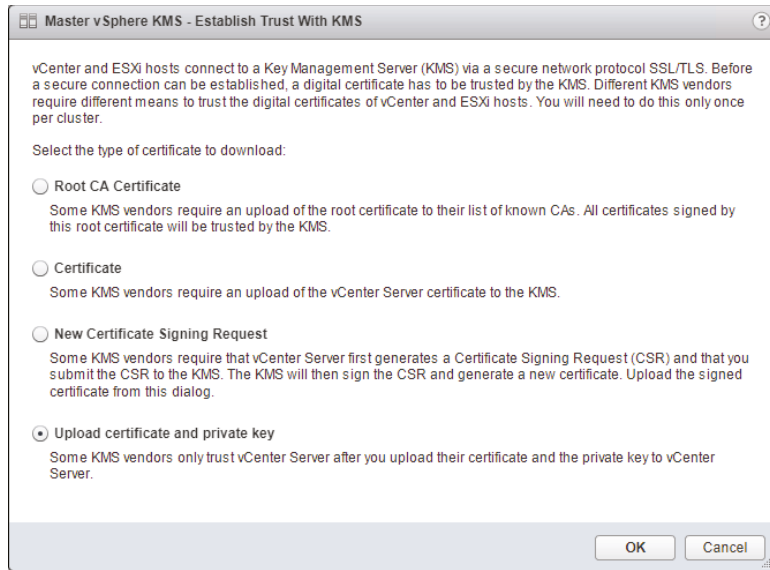 Master vSphere KMS - Establish Trust With KMS
?
vCenter and ESXi hosts connect to a Key Management Server (KMS) via a secure network protocol SSL/TLS. Before
a secure connection can be established, a digital certificate has to be trusted by the KMS. Different KMS vendors
require different means to trust the digital certificates of vCenter and ESXi hosts. You will need to do this only once
per cluster.
Select the type of certificate to download:
Root CA Certificate
Some KMS vendors require an upload of the root certificate to their list of known CAs. All certificates signed by
this root certificate will be trusted by the KMS.
Certificate
Some KMS vendors require an upload of the vCenter Server certificate to the KMS.
New Certificate Signing Request
Some KMS vendors require that vCenter Server first generates a Certificate Signing Request (CSR) and that you
submit the CSR to the KMS. The KMS will then sign the CSR and generate a new certificate. Upload the signed
certificate from this dialog.
Upload certificate and private key
Some KMS vendors only trust vCenter Server after you upload their certificate and the private key to vCenter
Server.
OK Cancel